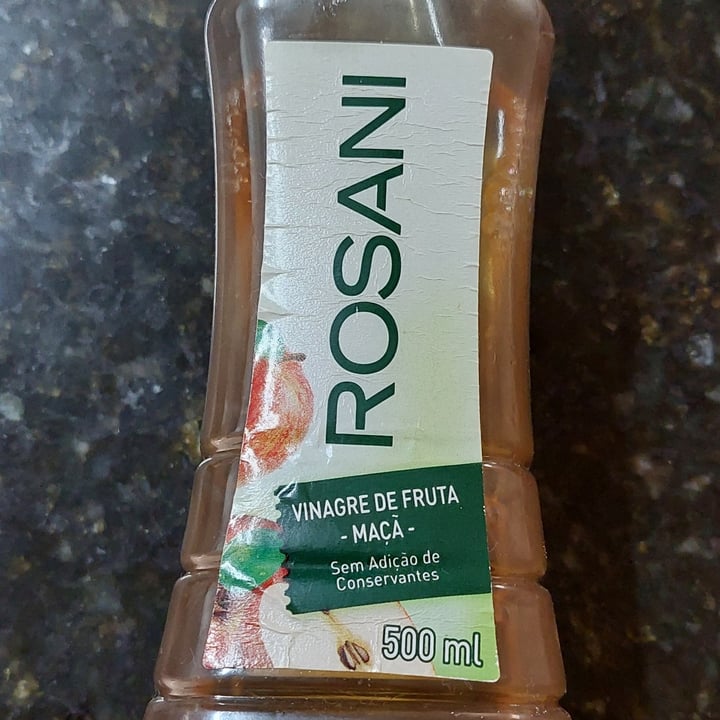 ROSANI
VINAGRE DE FRUTA
- MAÇÃ -
Sem Adição de
Conservantes
500 ml